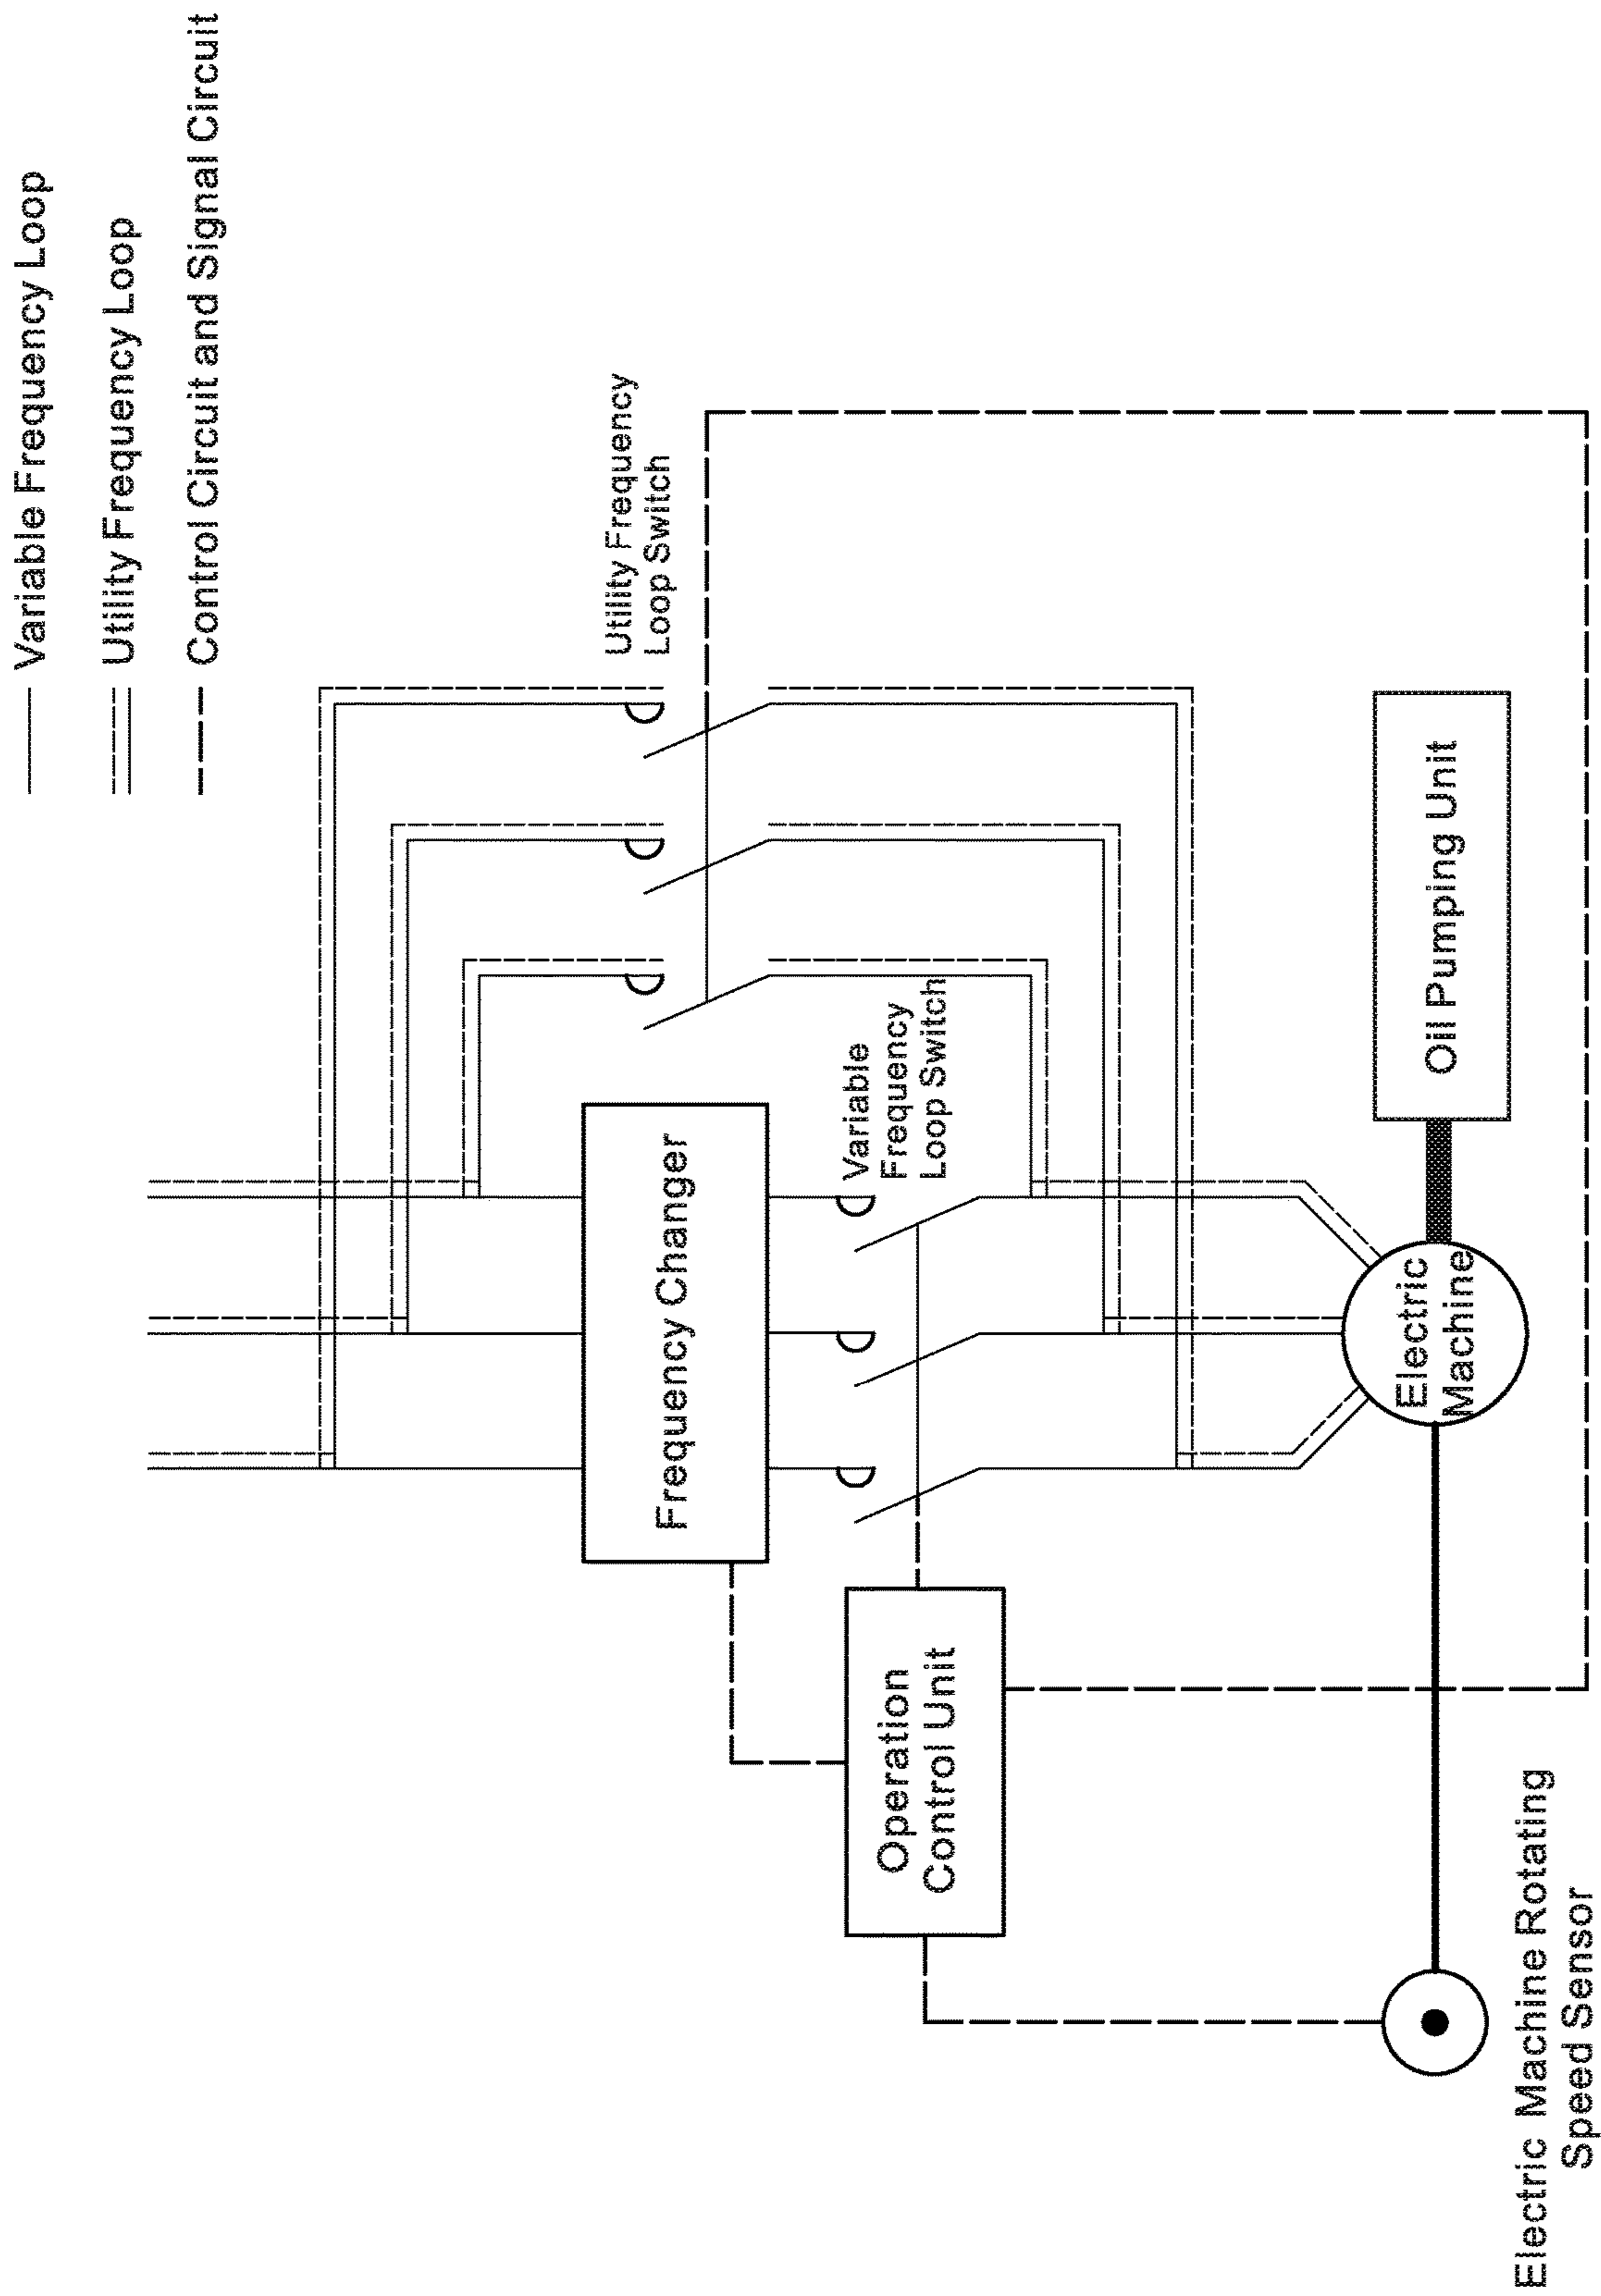 Variable Frequency Loop
Utility Frequency Loop
Control Circuit and Signal Circuit
Utility Frequency
Loop Switch
Frequency Changer
Variable
Frequency
Loop Switch
Operation
Control Unit
Electric
Machine
Oil Pumping Unit
Electric Machine Rotating
Speed Sensor